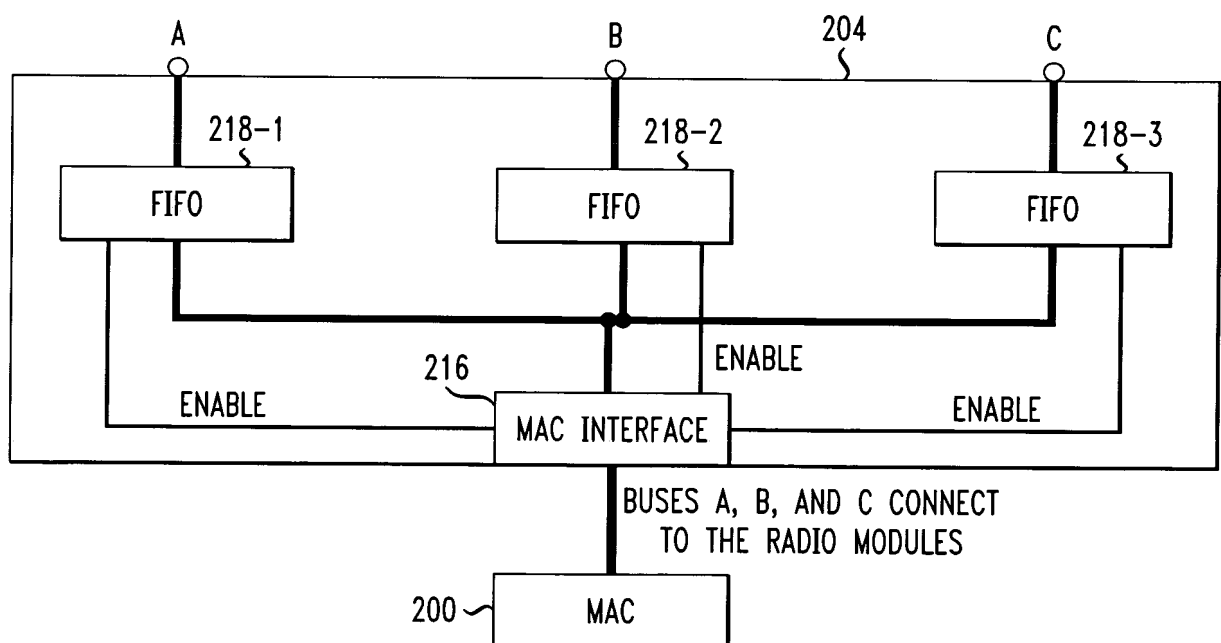 A
B
C
204
218-1
218-2
218-3
FIFO
FIFO
FIFO
216
ENABLE
ENABLE
ENABLE
MAC INTERFACE
BUSES A, B, AND C CONNECT
TO THE RADIO MODULES
200
MAC